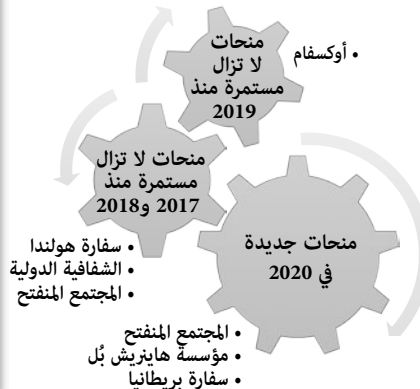 منحات
لا تزال
مستمرة منذ
2019
• أوكسفام
منحات لا تزال
مستمرة منذ
2017 و2018
• سفارة هولندا
• الشفافية الدولية
• المجتمع المنفتح
منحات جديدة
في 2020
• المجتمع المنفتح
• مؤسسة هاينريش بُل
• سفارة بريطانيا